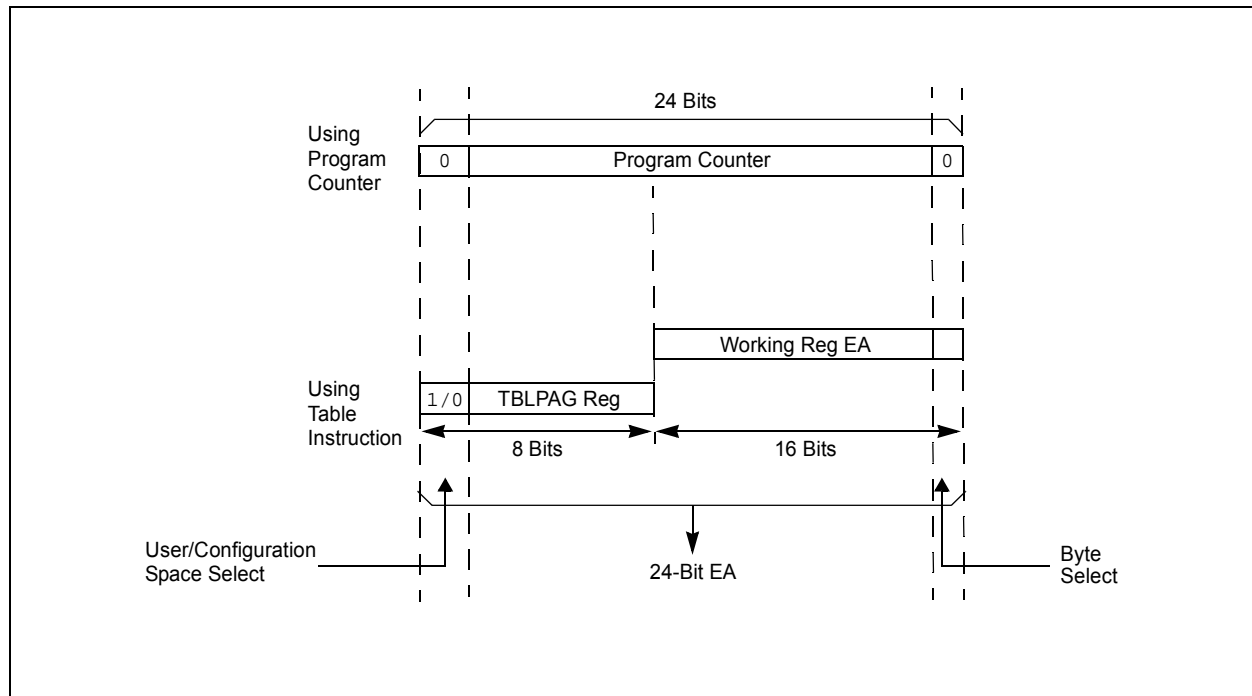 24 Bits
Using
Program
Counter
0
Program Counter
0
Working Reg EA
Using
Table
Instruction
1/0
TBLPAG Reg
8 Bits
16 Bits
User/Configuration
Space Select
24-Bit EA
Byte
Select